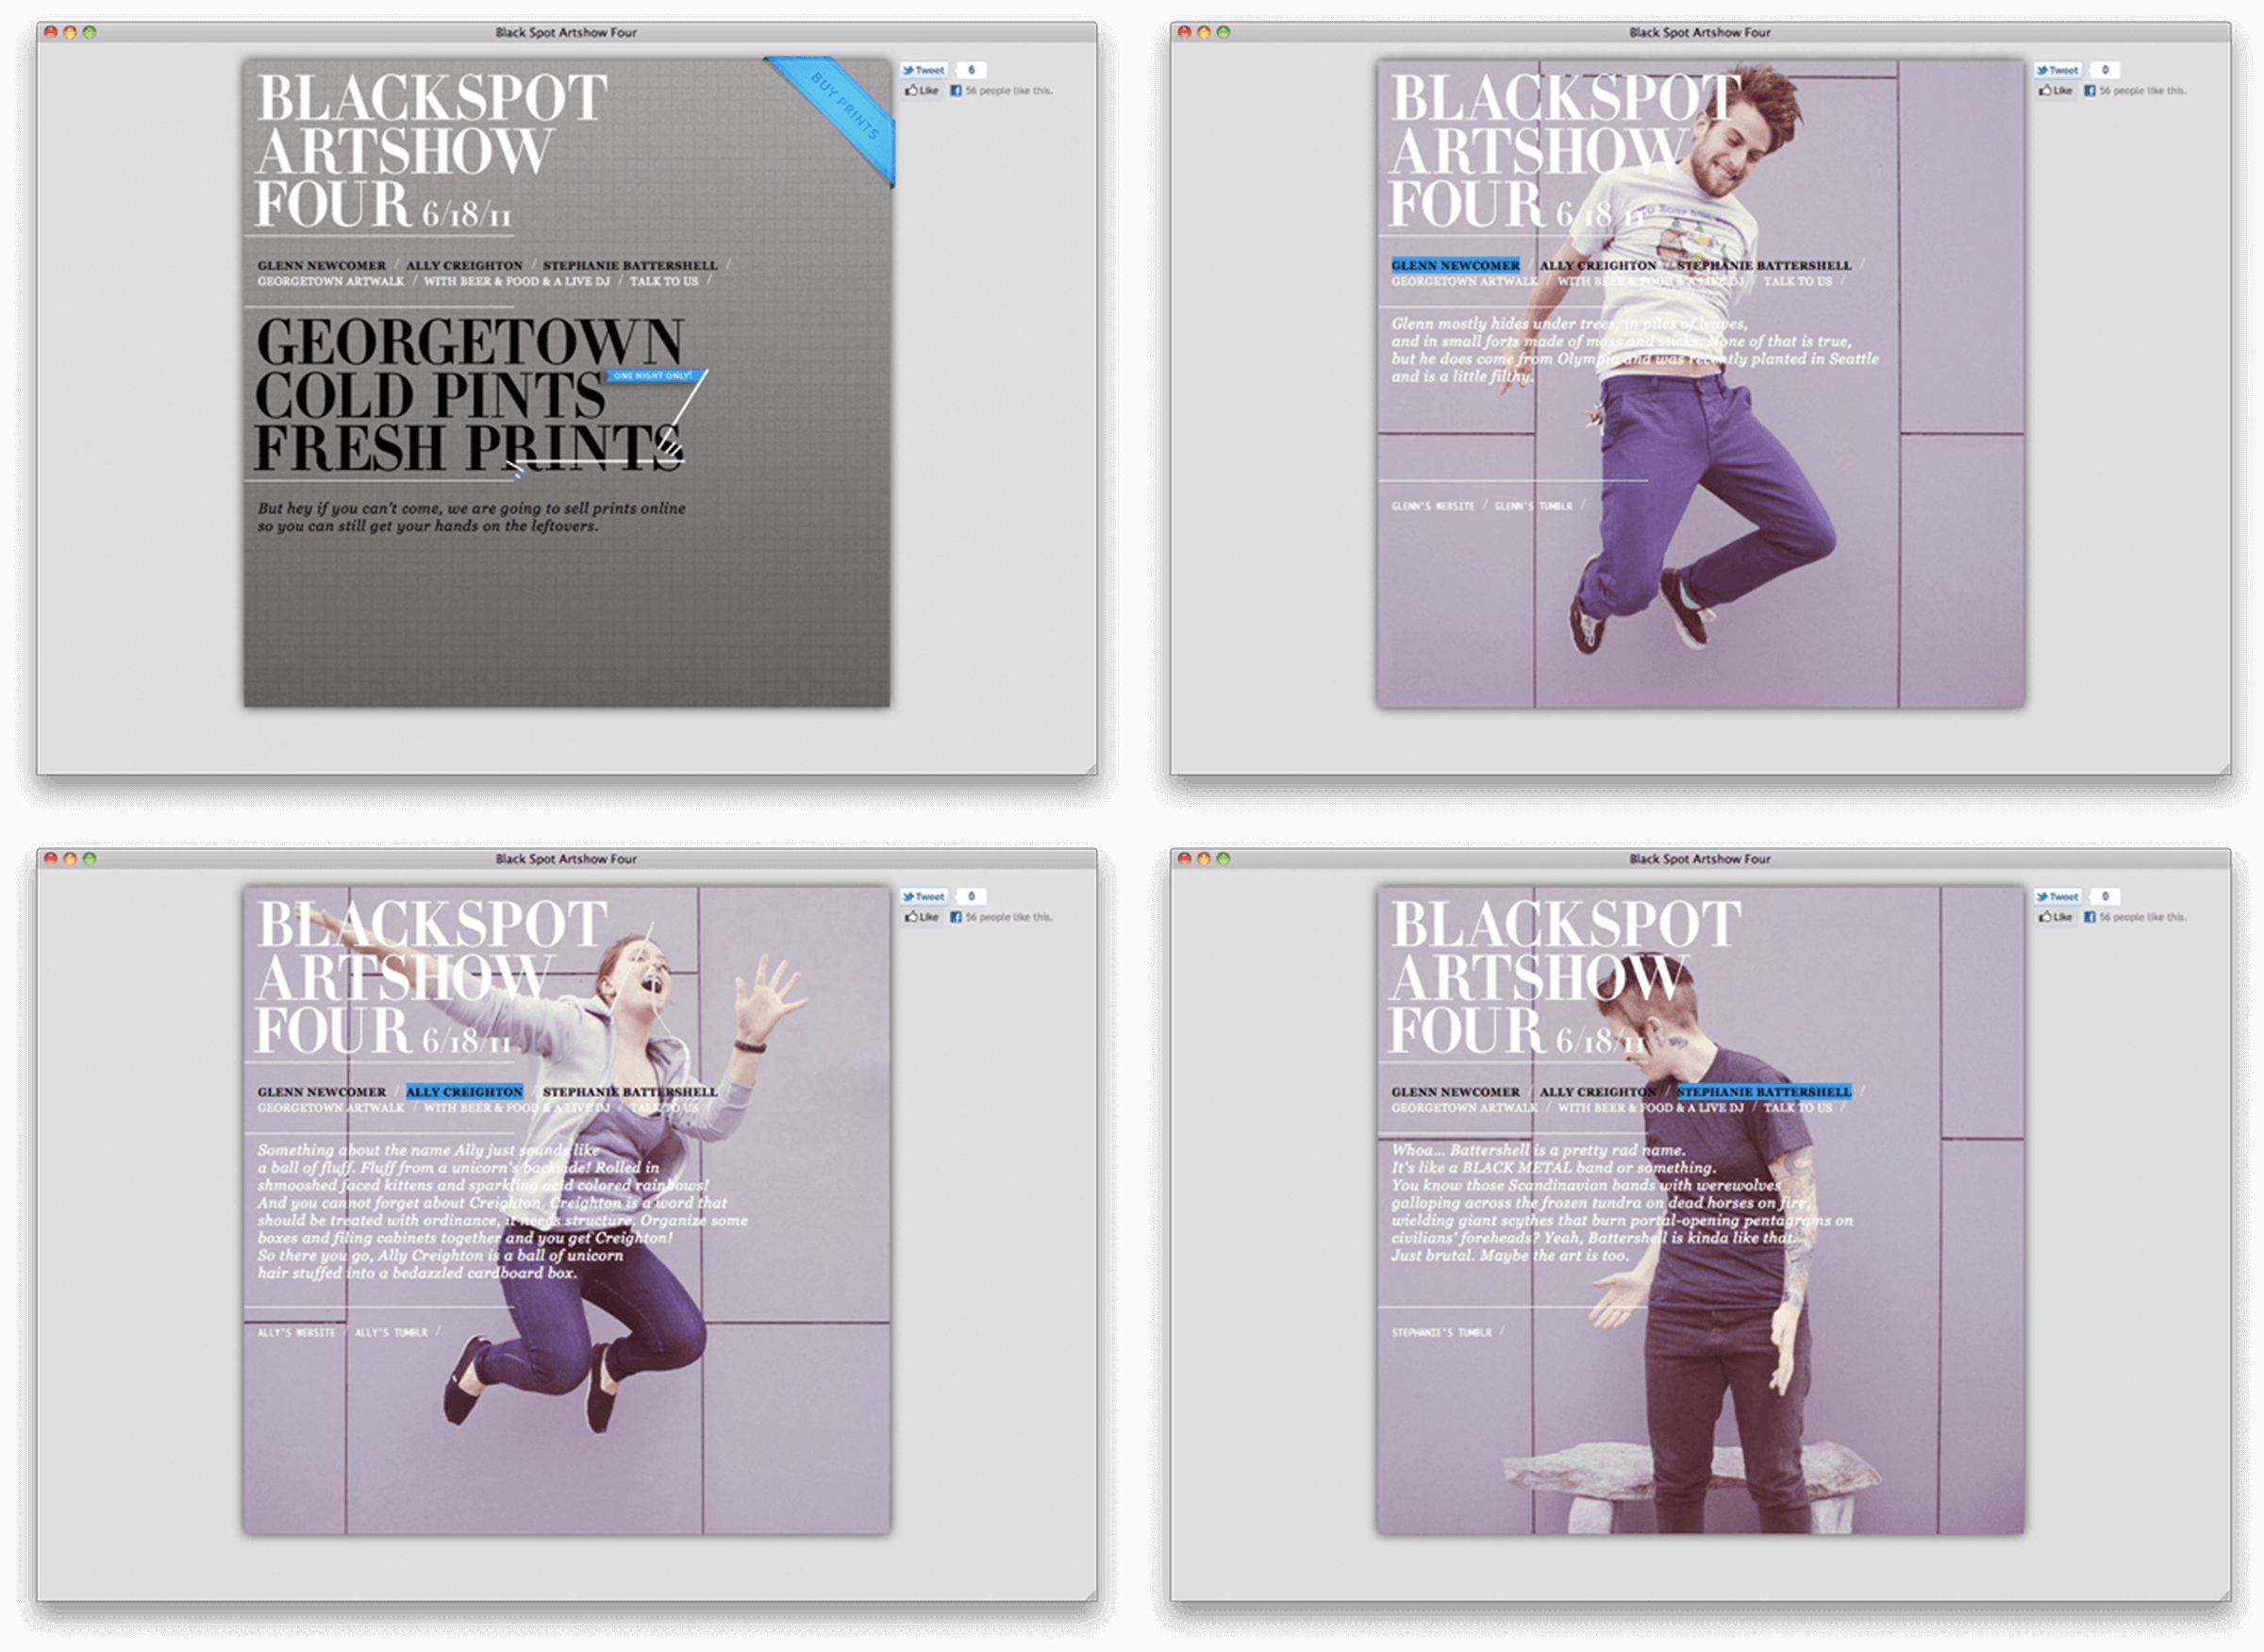 Black Spot Artshow Four
BLACKSPOT
ARTSHOW
FOUR 6/18/11
BUY PRINTS
Tweet 6
Like 56 people like this.
GLENN NEWCOMER / ALLY CREIGHTON / STEPHANIE BATTERSHELL /
GEORGETOWN ARTWALK / WITH BEER & FOOD & A LIVE DJ / TALK TO US /
GEORGETOWN
COLD PINTS
ONE NIGHT ONLY!
FRESH PRINTS
But hey if you can't come, we are going to sell prints online
so you can still get your hands on the leftovers.
Black Spot Artshow Four
BLACKSPOT
ARTSHOW
FOUR 6/18/11
Tweet 0
Like 56 people like this.
GLENN NEWCOMER / ALLY CREIGHTON / STEPHANIE BATTERSHELL /
GEORGETOWN ARTWALK / WITH BEER & FOOD & A LIVE DJ / TALK TO US /
Glenn mostly hides under trees, in piles of leaves,
and in small forts made of moss and sticks. None of that is true,
but he does come from Olympia and was recently planted in Seattle
and is a little filthy.
GLENN'S WEBSITE / GLENN'S TUMBLR /
Black Spot Artshow Four
BLACKSPOT
ARTSHOW
FOUR 6/18/11
Tweet 0
Like 56 people like this.
GLENN NEWCOMER / ALLY CREIGHTON / STEPHANIE BATTERSHELL
GEORGETOWN ARTWALK / WITH BEER & FOOD & A LIVE DJ / TALK TO US
Something about the name Ally just sounds like
a ball of fluff. Fluff from a unicorn's backside! Rolled in
shmooshed faced kittens and sparkling acid colored rainbows!
And you cannot forget about Creighton. Creighton is a word that
should be treated with ordinance, it needs structure. Organize some
boxes and filing cabinets together and you get Creighton!
So there you go, Ally Creighton is a ball of unicorn
hair stuffed into a bedazzled cardboard box.
ALLY'S WEBSITE / ALLY'S TUMBLR /
Black Spot Artshow Four
BLACKSPOT
ARTSHOW
FOUR 6/18/11
Tweet 0
Like 56 people like this.
GLENN NEWCOMER / ALLY CREIGHTON / STEPHANIE BATTERSHELL /
GEORGETOWN ARTWALK / WITH BEER & FOOD & A LIVE DJ / TALK TO US /
Whoa... Battershell is a pretty rad name.
It's like a BLACK METAL band or something.
You know those Scandinavian bands with werewolves
galloping across the frozen tundra on dead horses on fire,
wielding giant scythes that burn portal-opening pentagrams on
civilians' foreheads? Yeah, Battershell is kinda like that.
Just brutal. Maybe the art is too.
STEPHANIE'S TUMBLR /